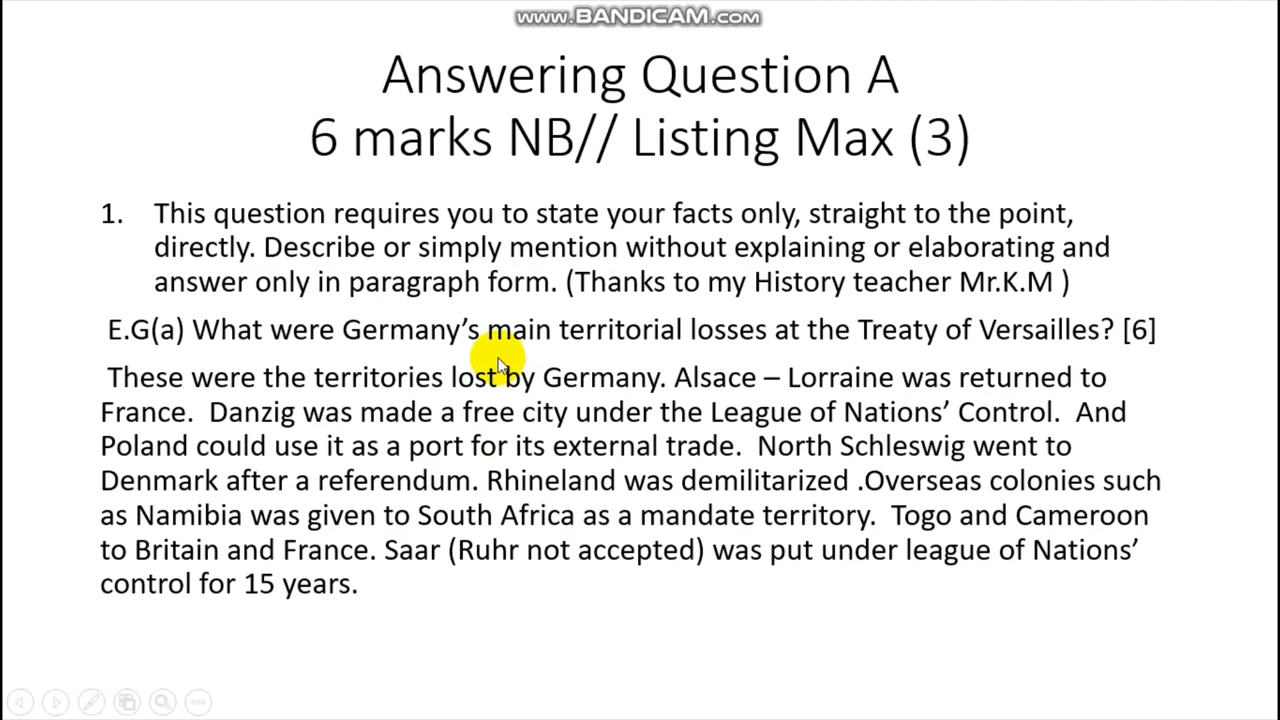 www.BANDICAM.com
Answering Question A
6 marks NB// Listing Max (3)
1. This question requires you to state your facts only, straight to the point,
directly. Describe or simply mention without explaining or elaborating and
answer only in paragraph form. (Thanks to my History teacher Mr.K.M )
E.G(a) What were Germany’s main territorial losses at the Treaty of Versailles? [6]
These were the territories lost by Germany. Alsace – Lorraine was returned to
France. Danzig was made a free city under the League of Nations’ Control. And
Poland could use it as a port for its external trade. North Schleswig went to
Denmark after a referendum. Rhineland was demilitarized .Overseas colonies such
as Namibia was given to South Africa as a mandate territory. Togo and Cameroon
to Britain and France. Saar (Ruhr not accepted) was put under league of Nations’
control for 15 years.